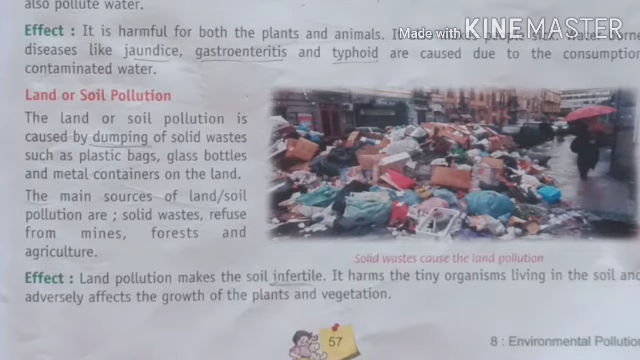 also pollute water.
Effect : It is harmful for both the plants and animals.
Made with KINEMASTER
diseases like jaundice, gastroenteritis and typhoid are caused due to the consumption
contaminated water.
Land or Soil Pollution
The land or soil pollution is
caused by dumping of solid wastes
such as plastic bags, glass bottles
and metal containers on the land.
The main sources of land/soil
pollution are ; solid wastes, refuse
from mines, forests and
agriculture.
Solid wastes cause the land pollution
Effect : Land pollution makes the soil infertile. It harms the tiny organisms living in the soil and
adversely affects the growth of the plants and vegetation.
57
8 : Environmental Pollution